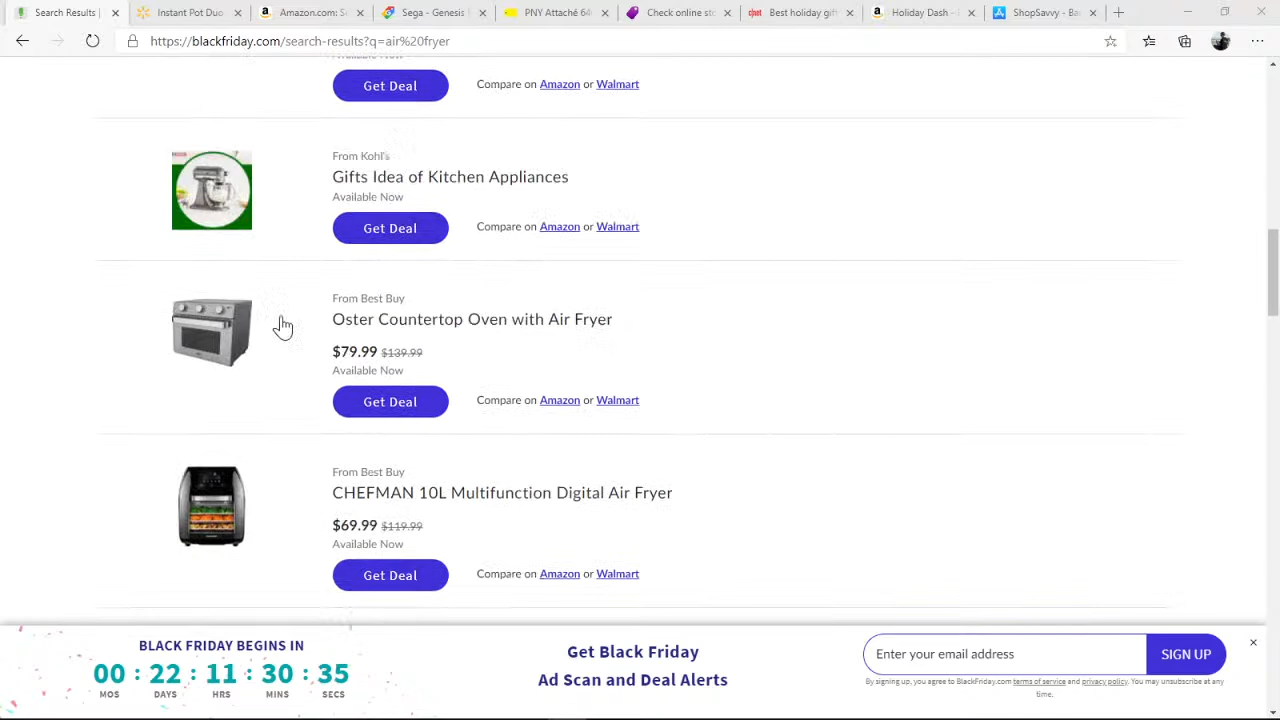 Search Results
Instant Pot Duo
Amazon.com: S
Sega - Genesis
PNY Attaché 64
Check online st
Best holiday g
Holiday Dash
ShopSavvy - Ba
https://blackfriday.com/search-results?q=air%20fryer
Available Now
Get Deal
Compare on Amazon or Walmart
From Kohl's
Gifts Idea of Kitchen Appliances
Available Now
Get Deal
Compare on Amazon or Walmart
From Best Buy
Oster Countertop Oven with Air Fryer
$79.99 $139.99
Available Now
Get Deal
Compare on Amazon or Walmart
From Best Buy
CHEFMAN 10L Multifunction Digital Air Fryer
$69.99 $119.99
Available Now
Get Deal
Compare on Amazon or Walmart
BLACK FRIDAY BEGINS IN
00 : 22 : 11 : 30 : 35
MOS DAYS HRS MINS SECS
Get Black Friday
Ad Scan and Deal Alerts
Enter your email address
SIGN UP
By signing up, you agree to BlackFriday.com terms of service and privacy policy. You may unsubscribe at any
time.